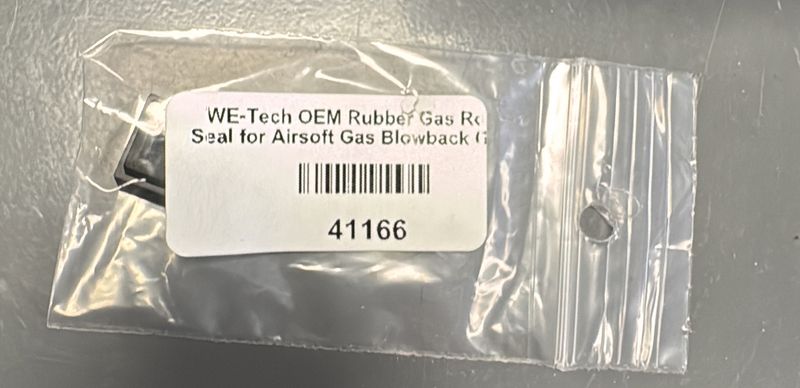 WE-Tech OEM Rubber Gas
Seal for Airsoft Gas Blowback
41166